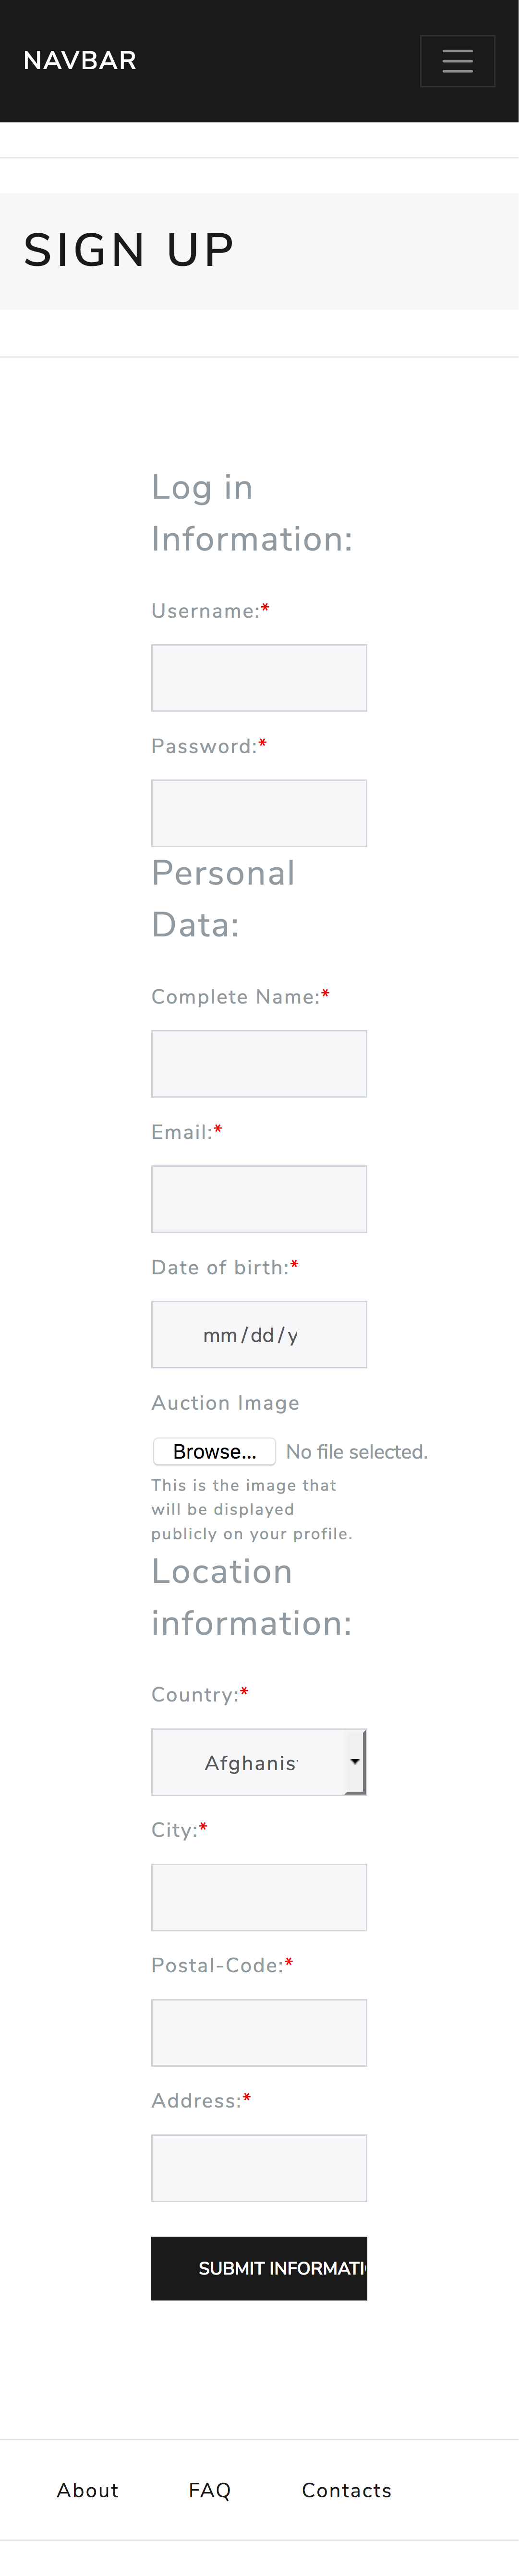 NAVBAR
SIGN UP
Log in
Information:
Username:*
Password:*
Personal
Data:
Complete Name:*
Email:*
Date of birth:*
mm/dd/y
Auction Image
Browse... No file selected.
This is the image that
will be displayed
publicly on your profile.
Location
information:
Country:*
Afghanis
City:*
Postal-Code:*
Address:*
SUBMIT INFORMATI
About FAQ Contacts